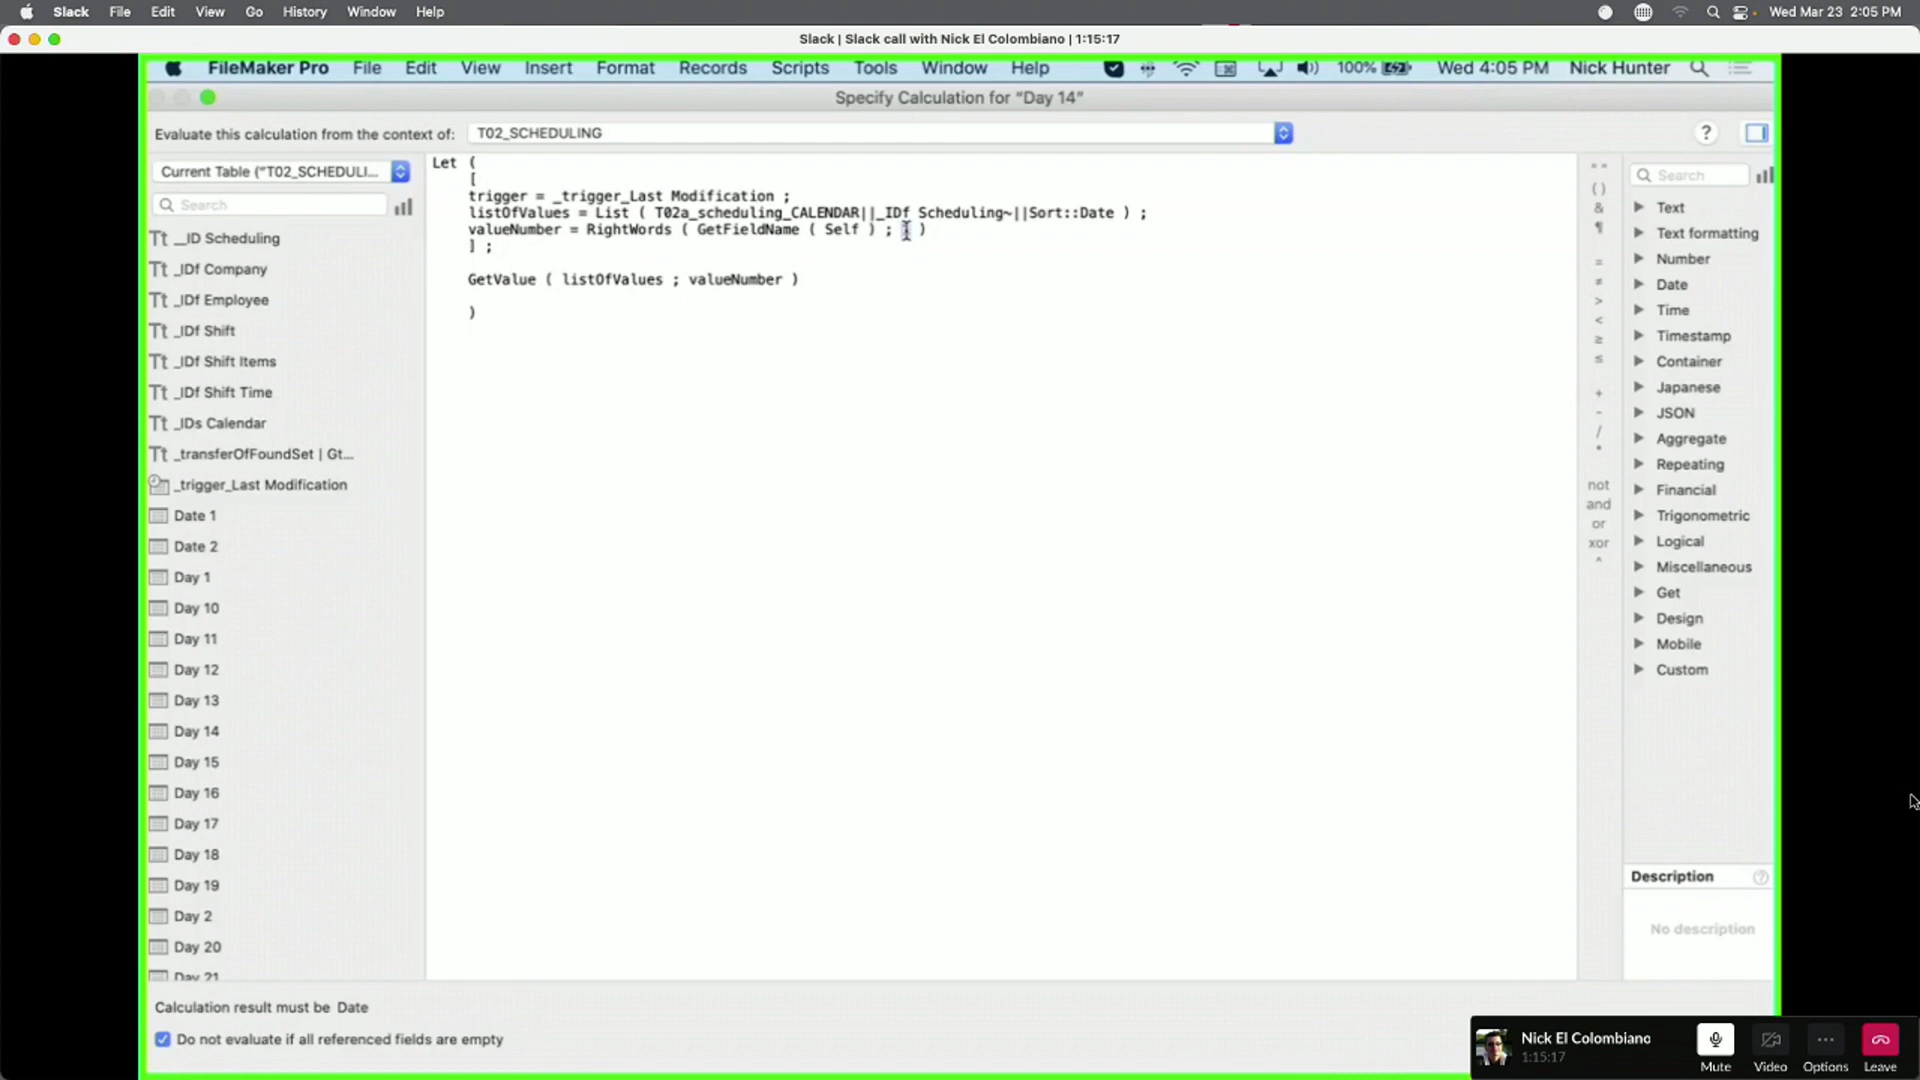 Slack File Edit View Go History Window Help Wed Mar 23 2:05 PM
Slack | Slack call with Nick El Colombiano | 1:15:17
FileMaker Pro File Edit View Insert Format Records Scripts Tools Window Help 100% Wed 4:05 PM Nick Hunter
Specify Calculation for “Day 14”
Evaluate this calculation from the context of: T02_SCHEDULING ?
Current Table (“T02_SCHEDULI...
Search
__ID Scheduling
_IDf Company
_IDf Employee
_IDf Shift
_IDf Shift Items
_IDf Shift Time
_IDs Calendar
_transferOfFoundSet | Gt...
_trigger_Last Modification
Date 1
Date 2
Day 1
Day 10
Day 11
Day 12
Day 13
Day 14
Day 15
Day 16
Day 17
Day 18
Day 19
Day 2
Day 20
Day 21
Let (
[
trigger = _trigger_Last Modification ;
listOfValues = List ( T02a_scheduling_CALENDAR||_IDf Scheduling~||Sort::Date ) ;
valueNumber = RightWords ( GetFieldName ( Self ) ; )
] ;
GetValue ( listOfValues ; valueNumber )
)
" "
( )
&
¶
=
≠
>
<
≥
≤
+
-
/
*
not
and
or
xor
^
Search
Text
Text formatting
Number
Date
Time
Timestamp
Container
Japanese
JSON
Aggregate
Repeating
Financial
Trigonometric
Logical
Miscellaneous
Get
Design
Mobile
Custom
Description ?
No description
Calculation result must be Date
Do not evaluate if all referenced fields are empty
Nick El Colombiano
1:15:17
Mute Video Options Leave